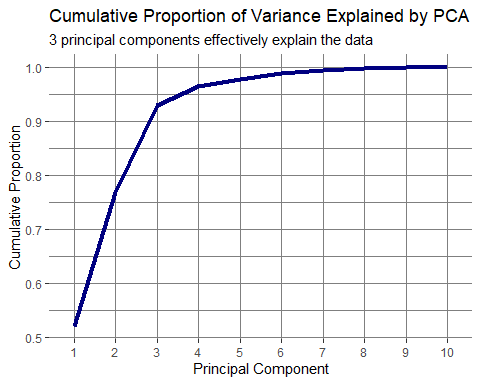 Cumulative Proportion of Variance Explained by PCA
3 principal components effectively explain the data
Cumulative Proportion
1.0
0.9
0.8
0.7
0.6
0.5
1 2 3 4 5 6 7 8 9 10
Principal Component